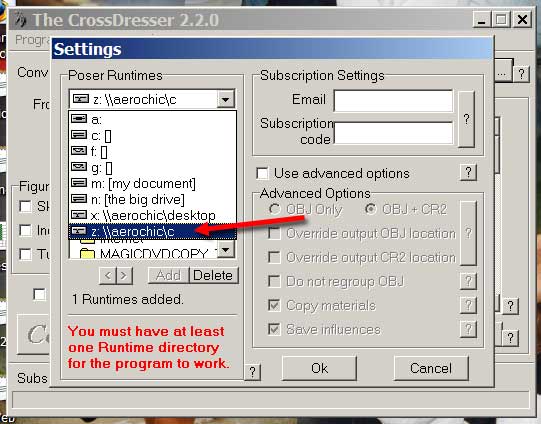 The CrossDresser 2.2.0
Settings
Poser Runtimes
z: \\aerochic\c
a:
c: []
f: []
g: []
m: [my document]
n: [the big drive]
x: \\aerochic\desktop
z: \\aerochic\c
internet
MAGICDVDCOPY
<
>
Add
Delete
1 Runtimes added.
You must have at least
one Runtime directory
for the program to work.
?
Subscription Settings
Email
Subscription
code
?
Use advanced options
?
Advanced Options
OBJ Only
OBJ + CR2
Override output OBJ location
Override output CR2 location
?
Do not regroup OBJ
?
Copy materials
?
Save influences
?
Ok
Cancel
Program
Conv
Fro
...
?
Figur
Sk
Inc
Tu
?
?
Subs